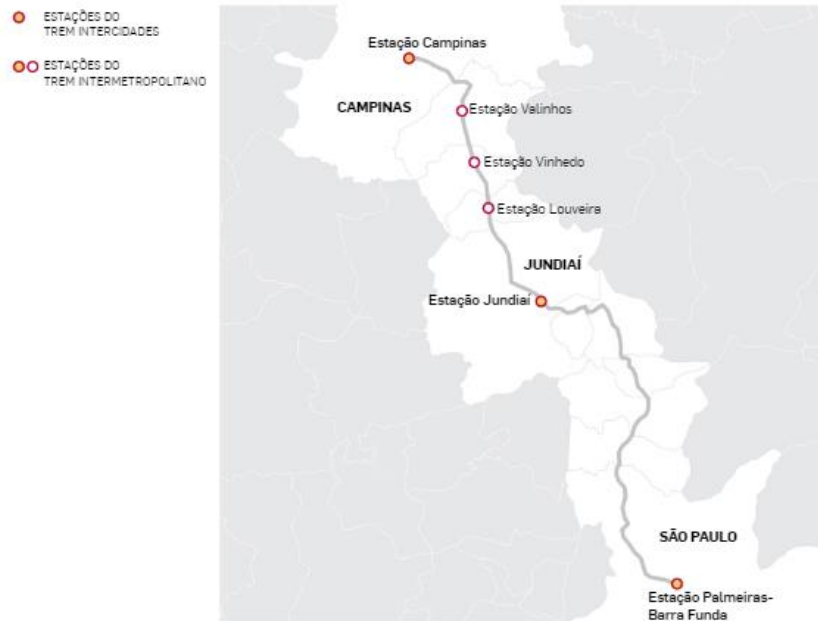 ESTAÇÕES DO
TREM INTERCIDADES
ESTAÇÕES DO
TREM INTERMETROPOLITANO
Estação Campinas
CAMPINAS
Estação Valinhos
Estação Vinhedo
Estação Louveira
JUNDIAÍ
Estação Jundiaí
SÃO PAULO
Estação Palmeiras-
Barra Funda